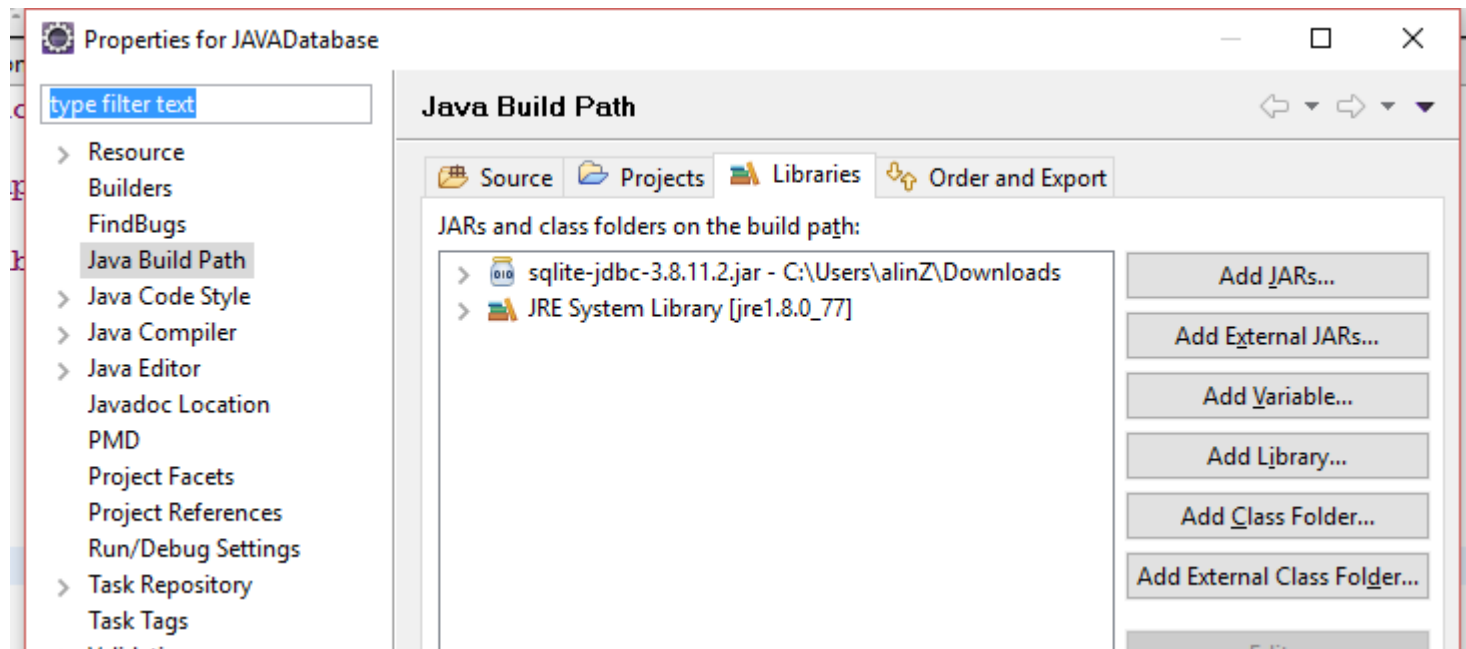 Properties for JAVADatabase
type filter text
Resource
Builders
FindBugs
Java Build Path
Java Code Style
Java Compiler
Java Editor
Javadoc Location
PMD
Project Facets
Project References
Run/Debug Settings
Task Repository
Task Tags
Java Build Path
Source Projects Libraries Order and Export
JARs and class folders on the build path:
sqlite-jdbc-3.8.11.2.jar - C:\Users\alinZ\Downloads
JRE System Library [jre1.8.0_77]
Add JARs...
Add External JARs...
Add Variable...
Add Library...
Add Class Folder...
Add External Class Folder...